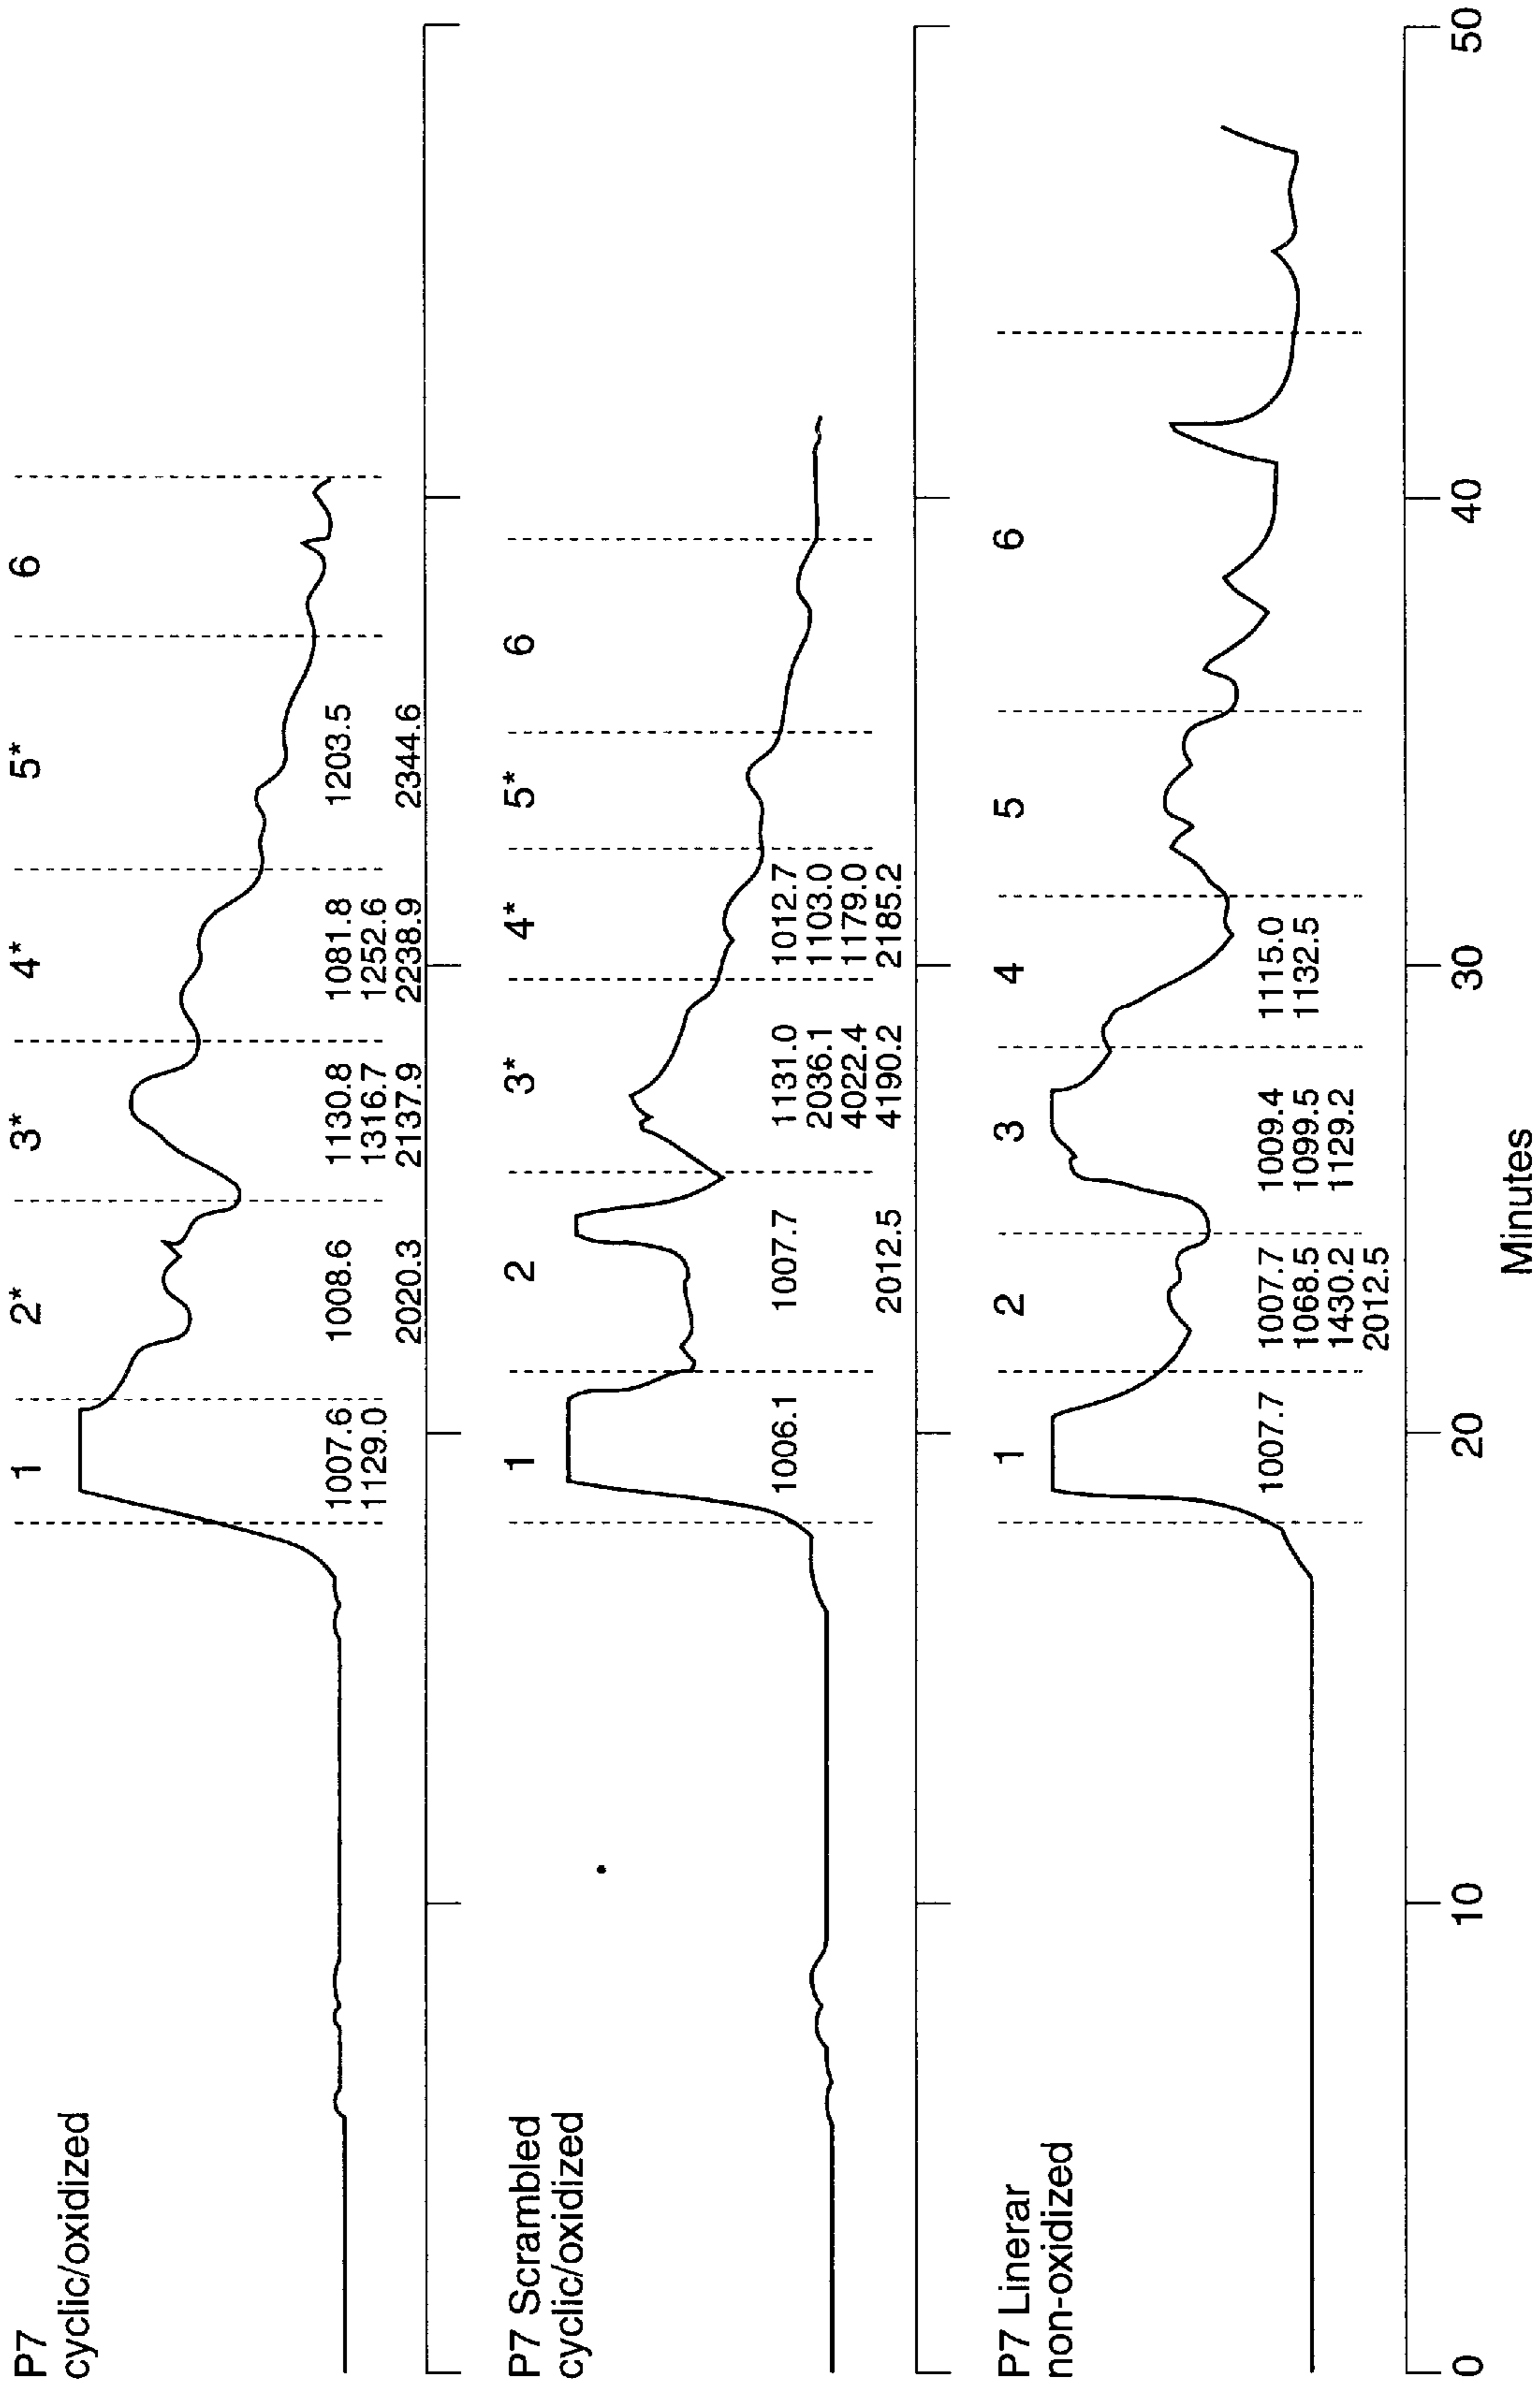 P7
cyclic/oxidized
1 2* 3* 4* 5* 6
1007.6 1008.6 1130.8 1081.8 1203.5
1129.0 1316.7 1252.6
2020.3 2137.9 2238.9 2344.6
P7 Scrambled
cyclic/oxidized
1 2 3* 4* 5* 6
1006.1 1007.7 1131.0 1012.7
2036.1 1103.0
4022.4 1179.0
2012.5 4190.2 2185.2
P7 Linerar
non-oxidized
1 2 3 4 5 6
1007.7 1007.7 1009.4 1115.0
1068.5 1099.5 1132.5
1430.2 1129.2
2012.5
0 10 20 30 40 50
Minutes